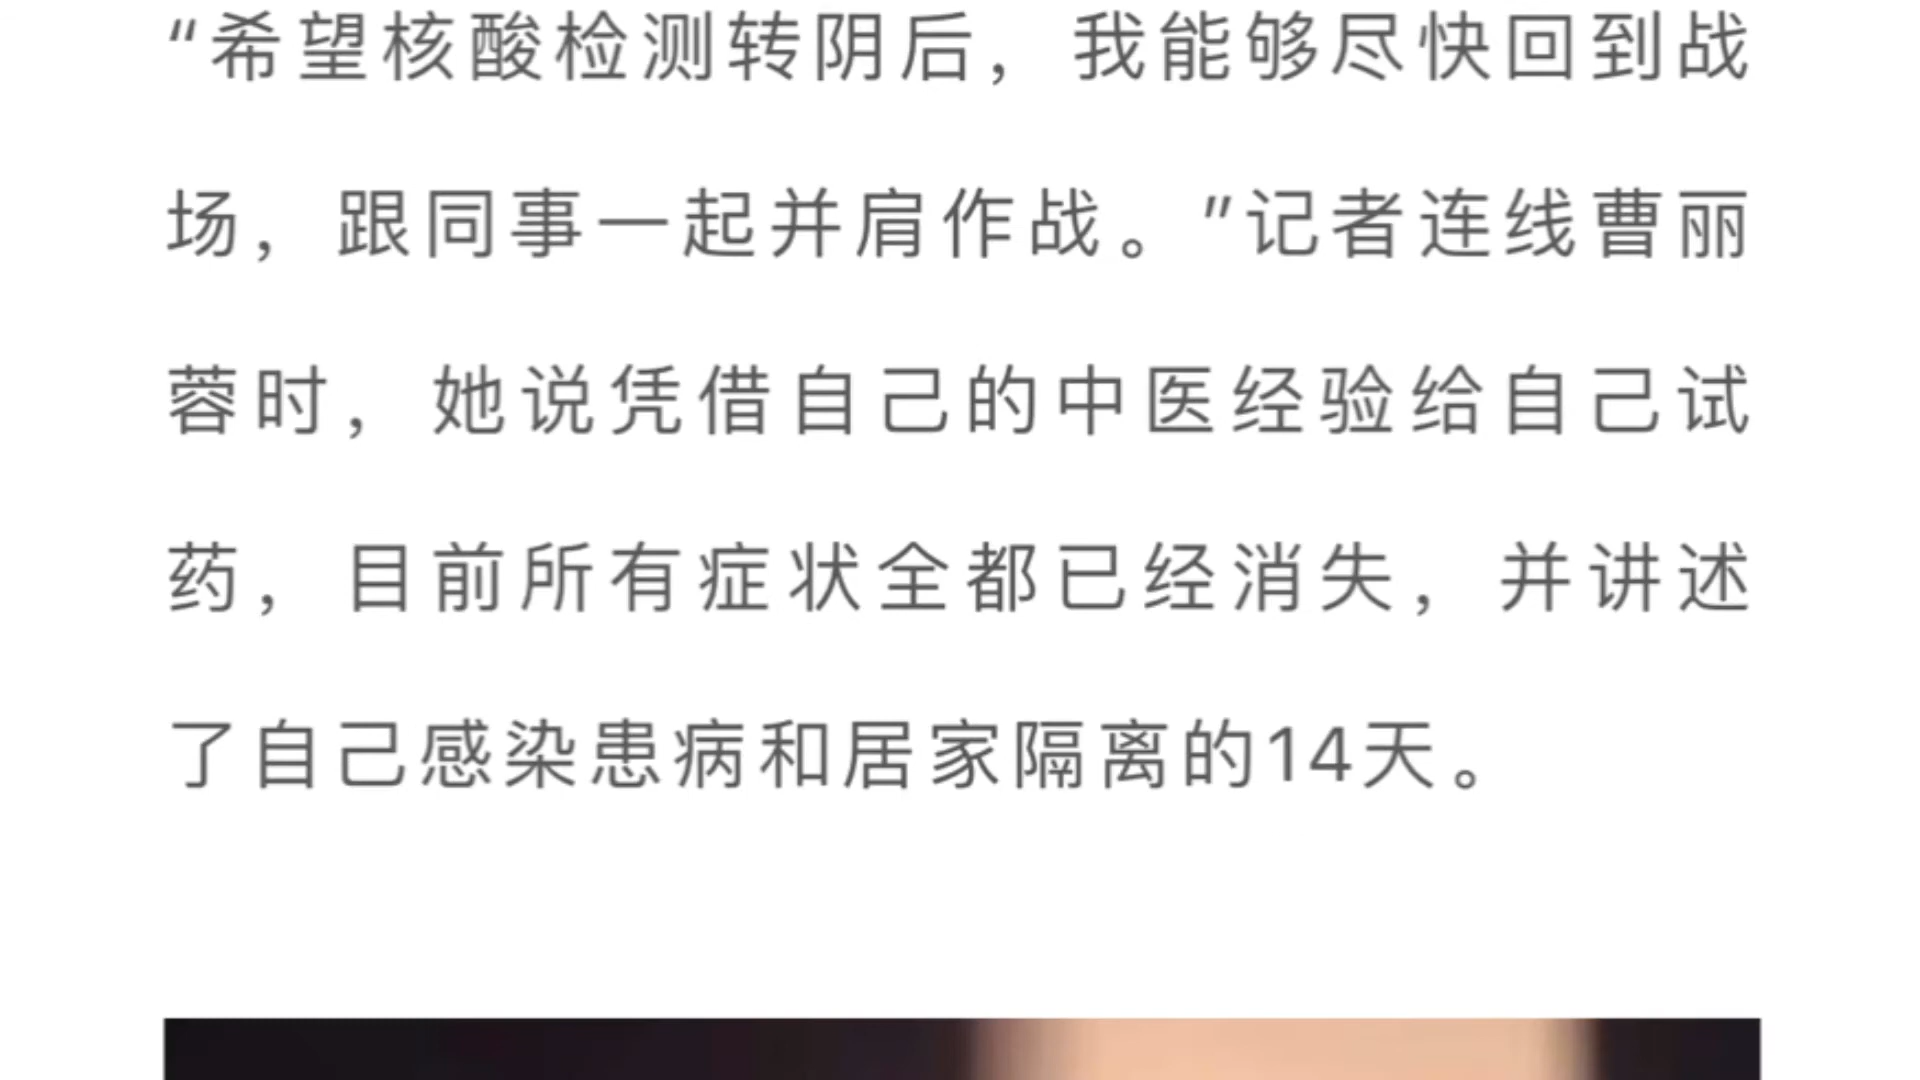 “希望核酸检测转阴后，我能够尽快回到战
场，跟同事一起并肩作战。”记者连线曹丽
蓉时，她说凭借自己的中医经验给自己试
药，目前所有症状全都已经消失，并讲述
了自己感染患病和居家隔离的14天。